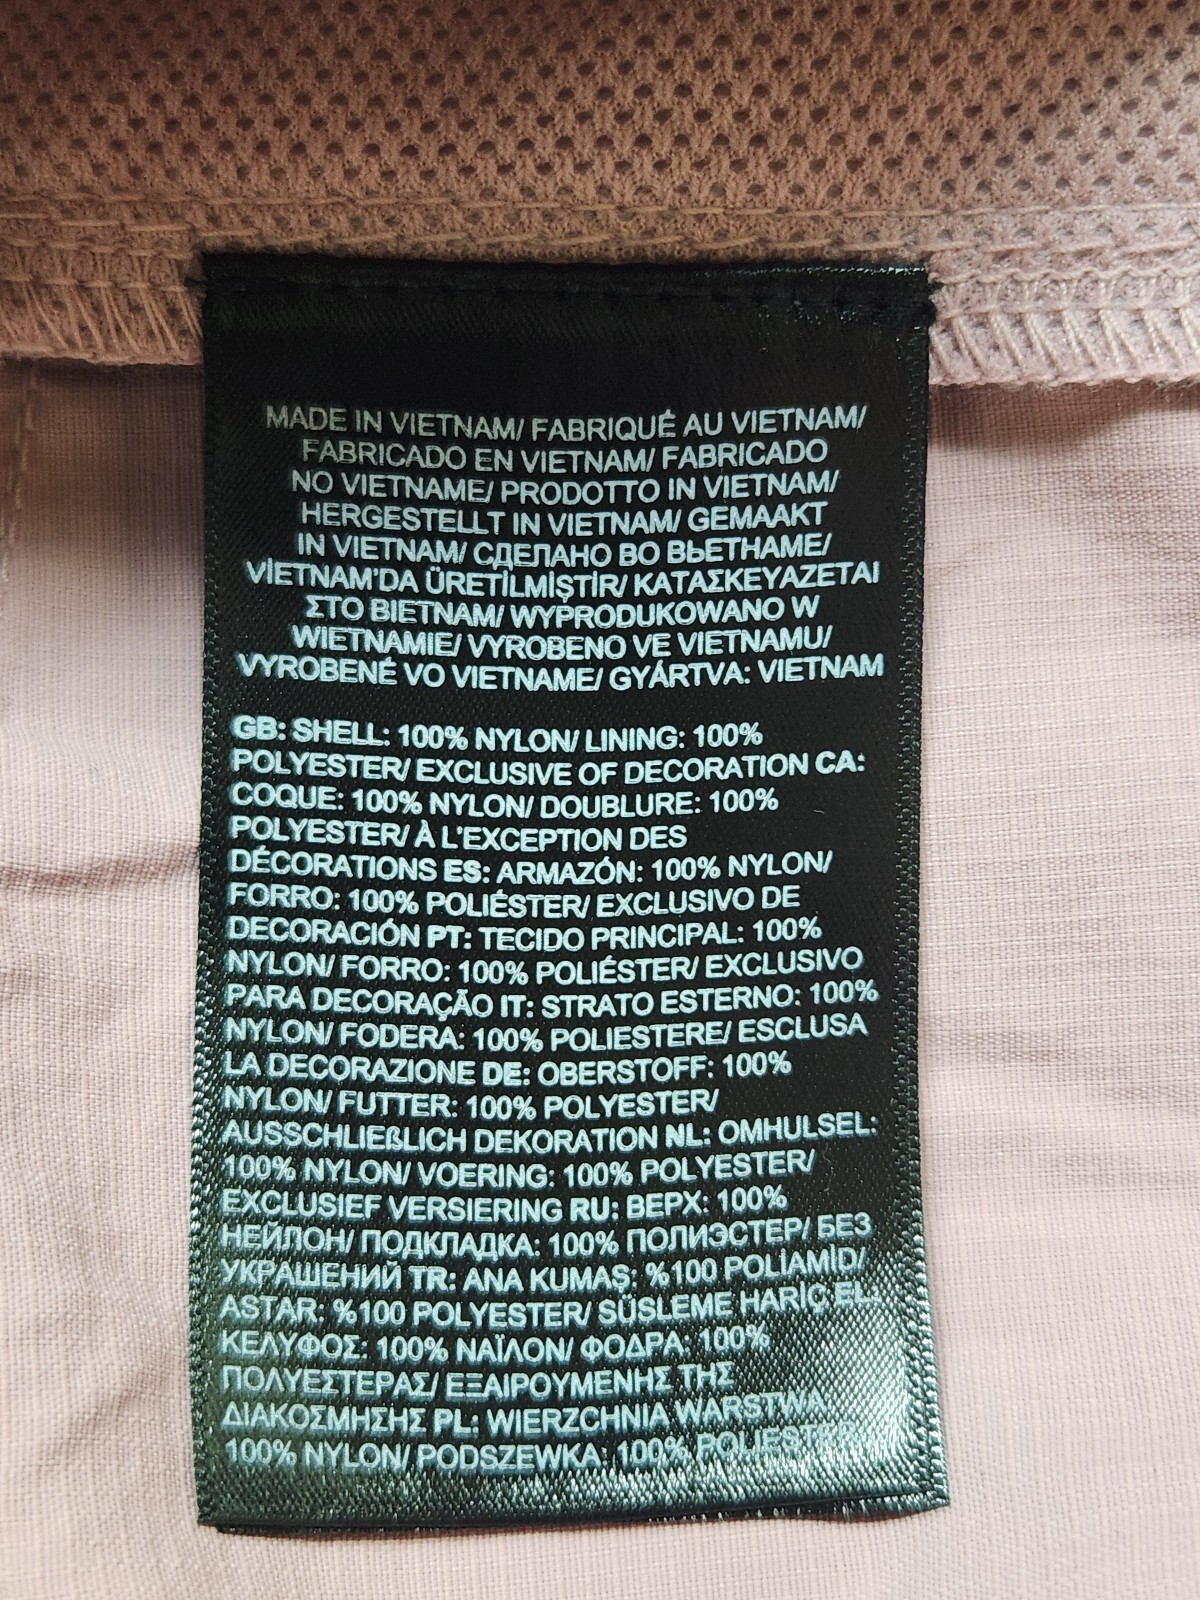 MADE IN VIETNAM/ FABRIQUÉ AU VIETNAM/
FABRICADO EN VIETNAM/ FABRICADO
NO VIETNAME/ PRODOTTO IN VIETNAM/
HERGESTELLT IN VIETNAM/ GEMAAKT
IN VIETNAM/ СДЕЛАНО ВО ВЬЕТНАМЕ/
VİETNAM'DA ÜRETİLMİŞTİR/ ΚΑΤΑΣΚΕΥΑΖΕΤΑΙ
ΣΤΟ ΒΙΕΤΝΑΜ/ WYPRODUKOWANO W
WIETNAMIE/ VYROBENO VE VIETNAMU/
VYROBENÉ VO VIETNAME/ GYÁRTVA: VIETNAM
GB: SHELL: 100% NYLON/ LINING: 100%
POLYESTER/ EXCLUSIVE OF DECORATION CA:
COQUE: 100% NYLON/ DOUBLURE: 100%
POLYESTER/ À L'EXCEPTION DES
DÉCORATIONS ES: ARMAZÓN: 100% NYLON/
FORRO: 100% POLIÉSTER/ EXCLUSIVO DE
DECORACIÓN PT: TECIDO PRINCIPAL: 100%
NYLON/ FORRO: 100% POLIÉSTER/ EXCLUSIVO
PARA DECORAÇÃO IT: STRATO ESTERNO: 100%
NYLON/ FODERA: 100% POLIESTERE/ ESCLUSA
LA DECORAZIONE DE: OBERSTOFF: 100%
NYLON/ FUTTER: 100% POLYESTER/
AUSSCHLIEßLICH DEKORATION NL: OMHULSEL:
100% NYLON/ VOERING: 100% POLYESTER/
EXCLUSIEF VERSIERING RU: ВЕРХ: 100%
НЕЙЛОН/ ПОДКЛАДКА: 100% ПОЛИЭСТЕР/ БЕЗ
УКРАШЕНИЙ TR: ANA KUMAŞ: %100 POLİAMİD/
ASTAR: %100 POLYESTER/ SÜSLEME HARİÇ EL:
ΚΕΛΥΦΟΣ: 100% ΝΑΪΛΟΝ/ ΦΟΔΡΑ: 100%
ΠΟΛΥΕΣΤΕΡΑΣ/ ΕΞΑΙΡΟΥΜΕΝΗΣ ΤΗΣ
ΔΙΑΚΟΣΜΗΣΗΣ PL: WIERZCHNIA WARSTWA:
100% NYLON/ PODSZEWKA: 100% POLIESTER/